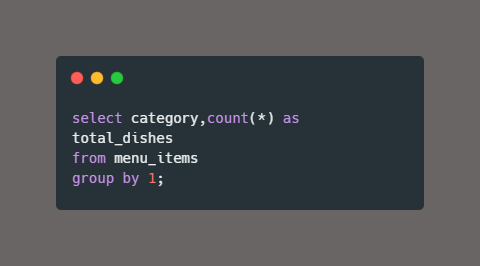 select category,count(*) as
total_dishes
from menu_items
group by 1;